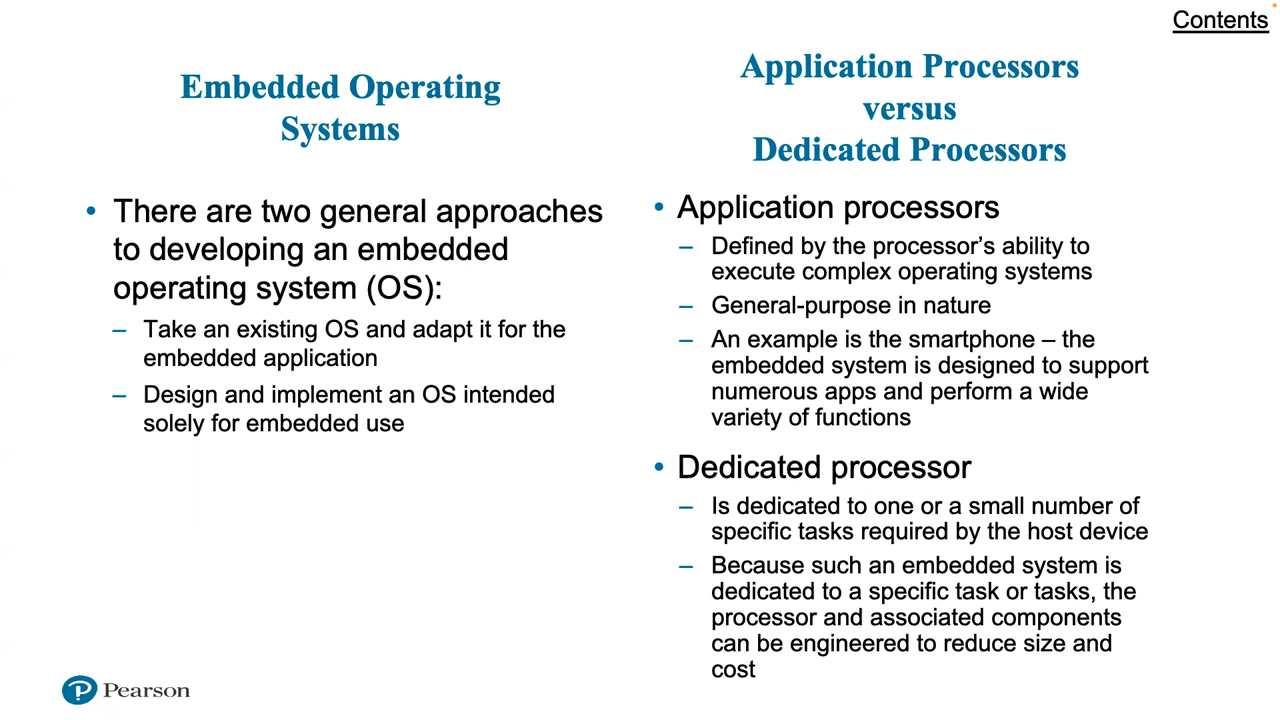 Contents
Embedded Operating
Systems
• There are two general approaches
to developing an embedded
operating system (OS):
– Take an existing OS and adapt it for the
embedded application
– Design and implement an OS intended
solely for embedded use
Application Processors
versus
Dedicated Processors
• Application processors
– Defined by the processor’s ability to
execute complex operating systems
– General-purpose in nature
– An example is the smartphone – the
embedded system is designed to support
numerous apps and perform a wide
variety of functions
• Dedicated processor
– Is dedicated to one or a small number of
specific tasks required by the host device
– Because such an embedded system is
dedicated to a specific task or tasks, the
processor and associated components
can be engineered to reduce size and
cost
Pearson